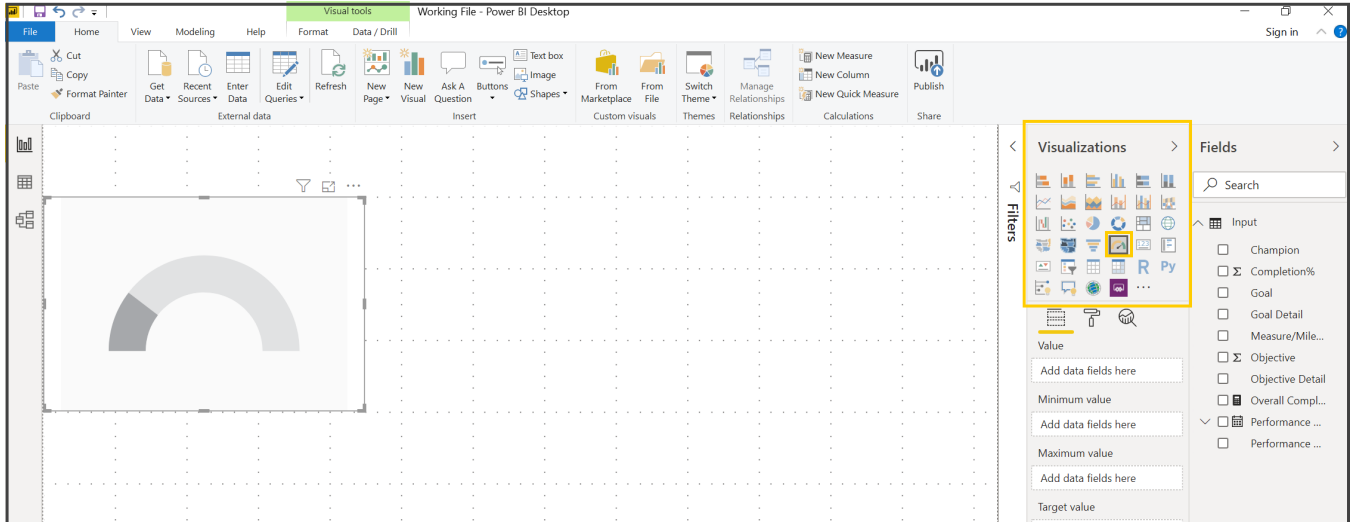 Visual tools
Working File - Power BI Desktop
File Home View Modeling Help Format Data / Drill Sign in
Paste
Cut
Copy
Format Painter
Clipboard
Get Data
Recent Sources
Enter Data
Edit Queries
Refresh
External data
New Page
New Visual
Ask A Question
Buttons
Text box
Image
Shapes
Insert
From Marketplace
From File
Custom visuals
Switch Theme
Themes
Manage Relationships
Relationships
New Measure
New Column
New Quick Measure
Calculations
Publish
Share
Filters
Visualizations
123
R Py
Value
Add data fields here
Minimum value
Add data fields here
Maximum value
Add data fields here
Target value
Fields
Search
Input
Champion
Σ Completion%
Goal
Goal Detail
Measure/Mile...
Σ Objective
Objective Detail
Overall Compl...
Performance ...
Performance ...